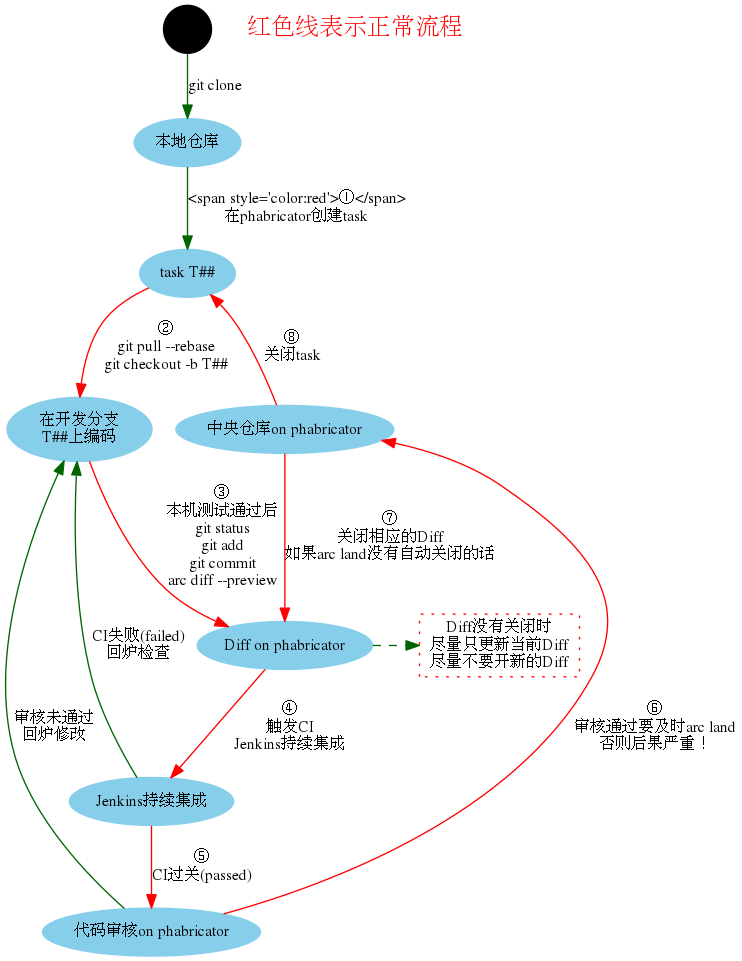 红色线表示正常流程
git clone
本地仓库
<span style='color:red'>①</span>
在phabricator创建task
task T##
②
git pull --rebase
git checkout -b T##
⑧
关闭task
在开发分支
T##上编码
中央仓库on phabricator
③
本机测试通过后
git status
git add
git commit
arc diff --preview
⑦
关闭相应的Diff
如果arc land没有自动关闭的话
CI失败(failed)
回炉检查
Diff on phabricator
Diff没有关闭时
尽量只更新当前Diff
尽量不要开新的Diff
审核未通过
回炉修改
④
触发CI
Jenkins持续集成
⑥
审核通过要及时arc land
否则后果严重！
Jenkins持续集成
⑤
CI过关(passed)
代码审核on phabricator